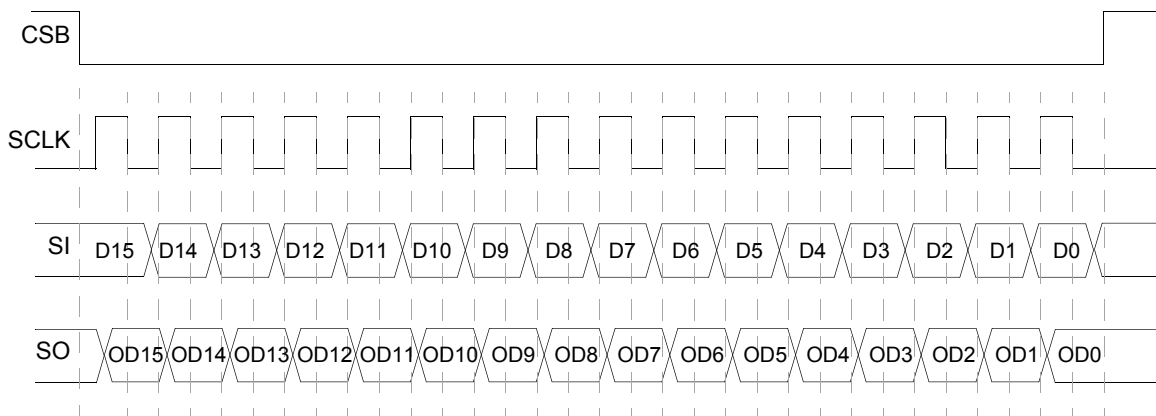 CSB
SCLK
SI D15 D14 D13 D12 D11 D10 D9 D8 D7 D6 D5 D4 D3 D2 D1 D0
SO OD15 OD14 OD13 OD12 OD11 OD10 OD9 OD8 OD7 OD6 OD5 OD4 OD3 OD2 OD1 OD0